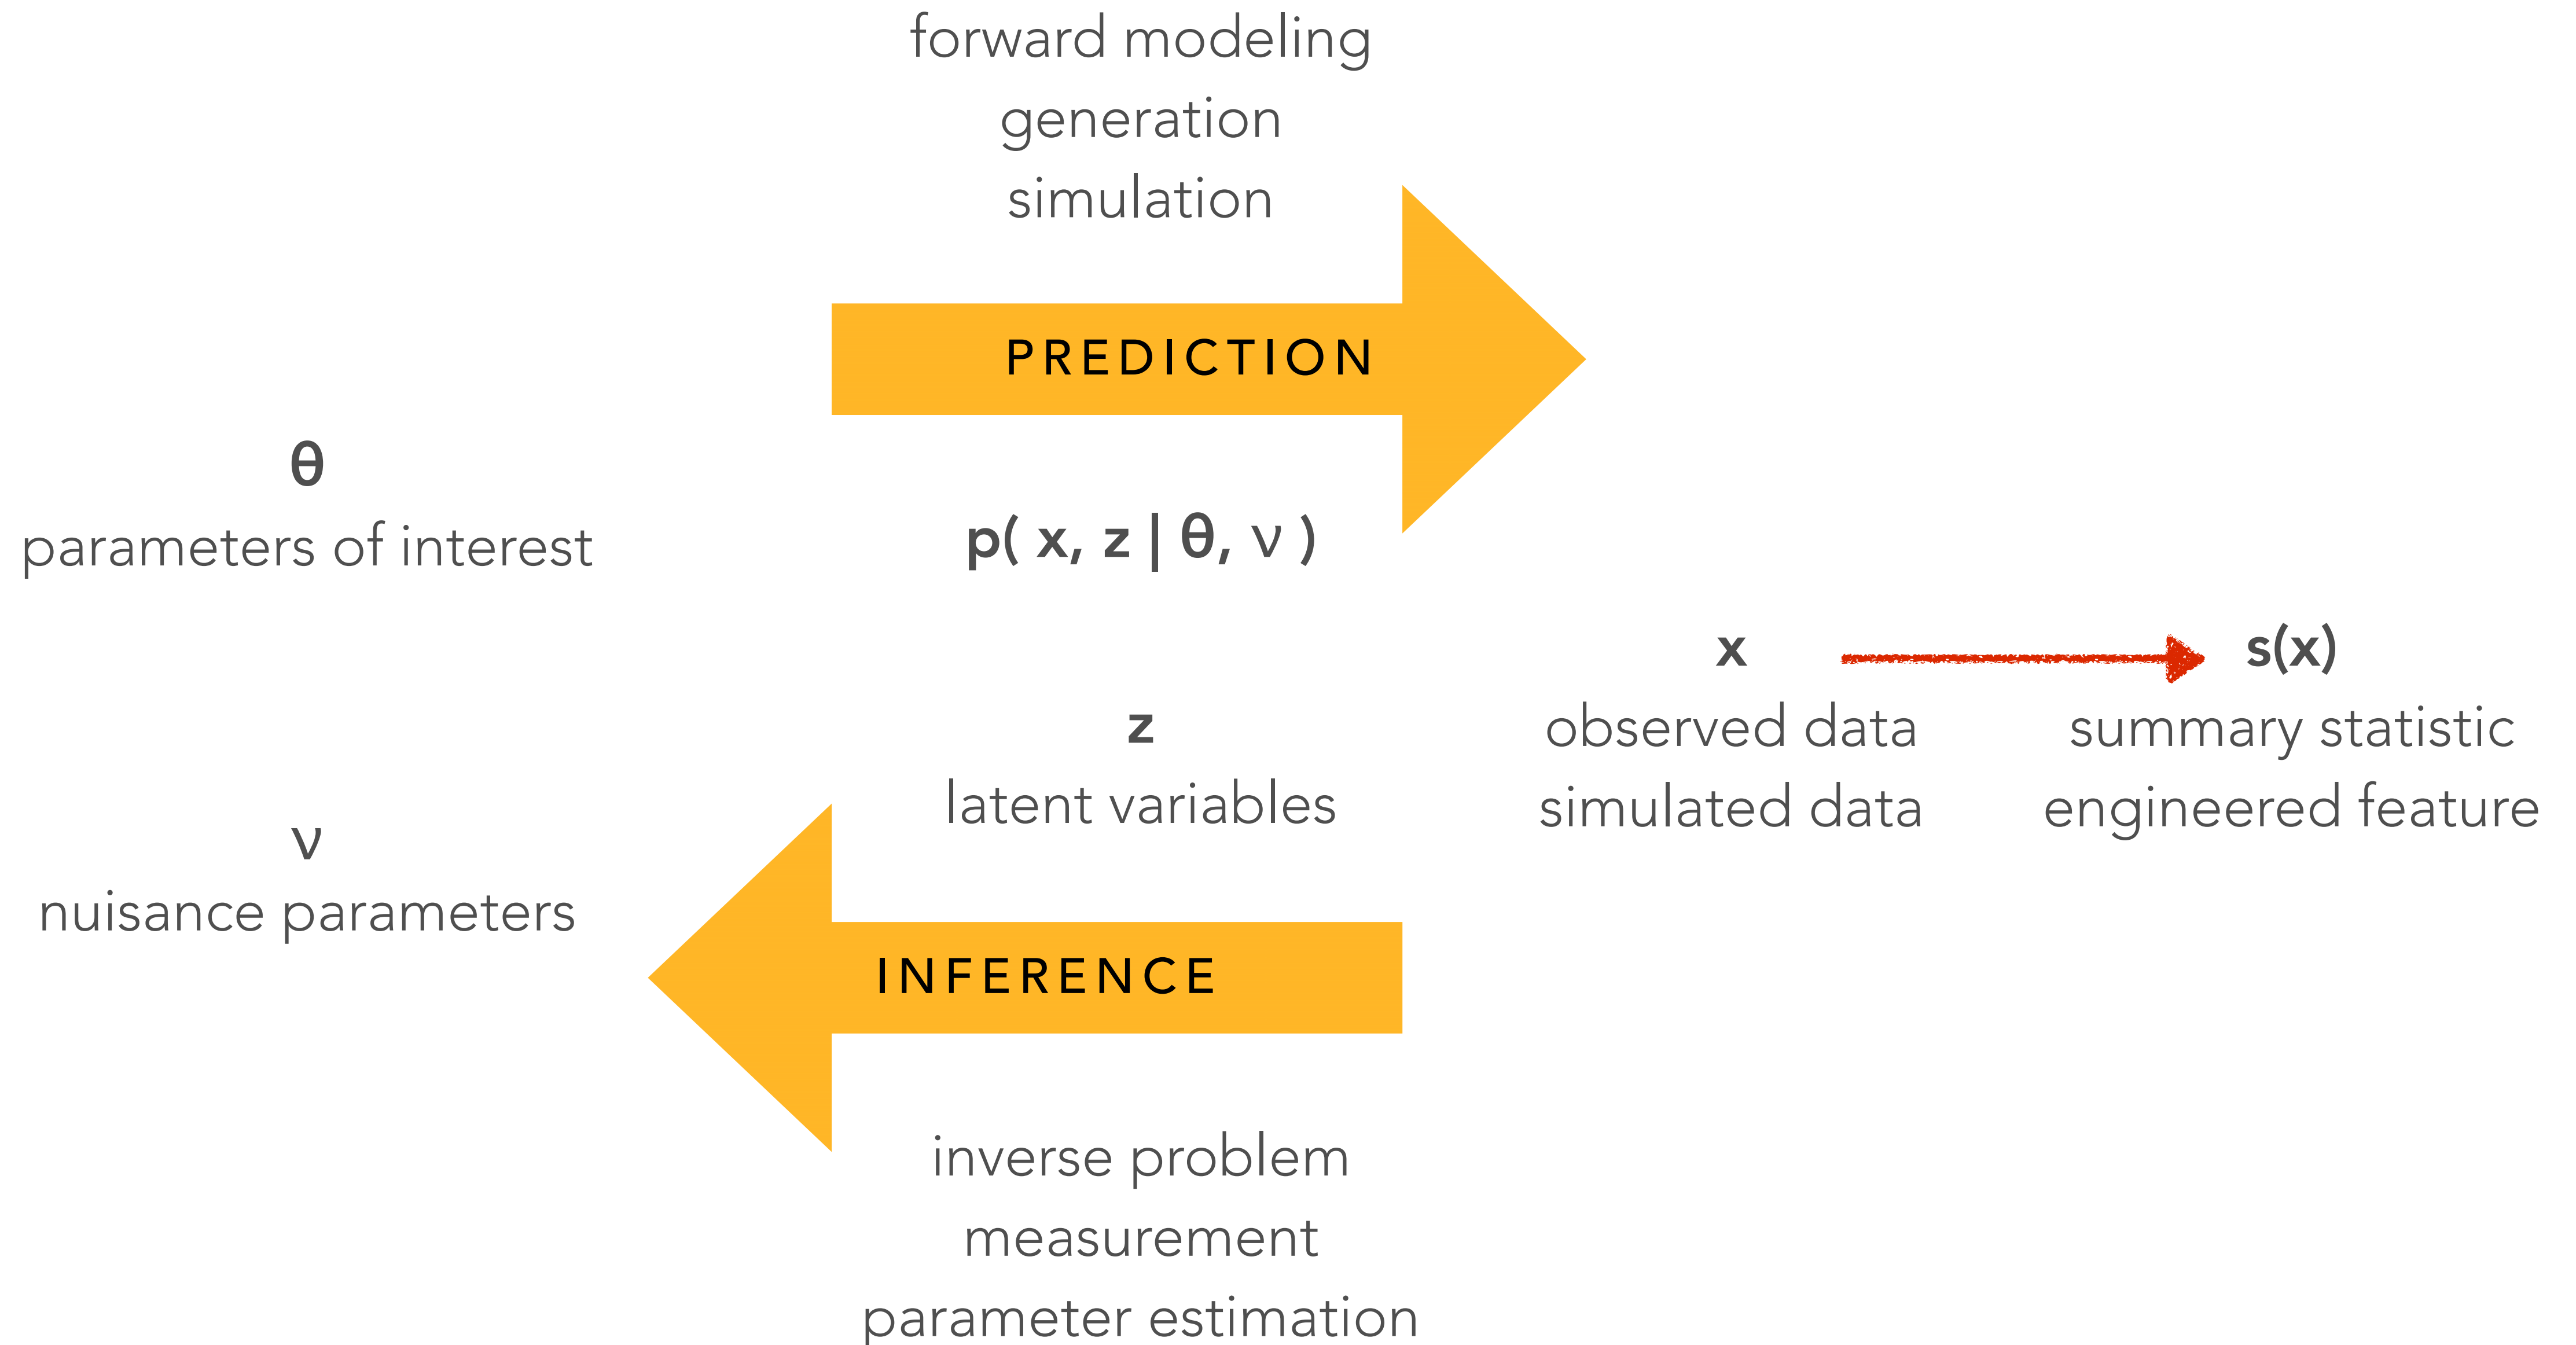 forward modeling
generation
simulation
PREDICTION
θ
parameters of interest
p( x, z | θ, ν )
x
s(x)
observed data
summary statistic
simulated data
engineered feature
z
latent variables
ν
nuisance parameters
INFERENCE
inverse problem
measurement
parameter estimation